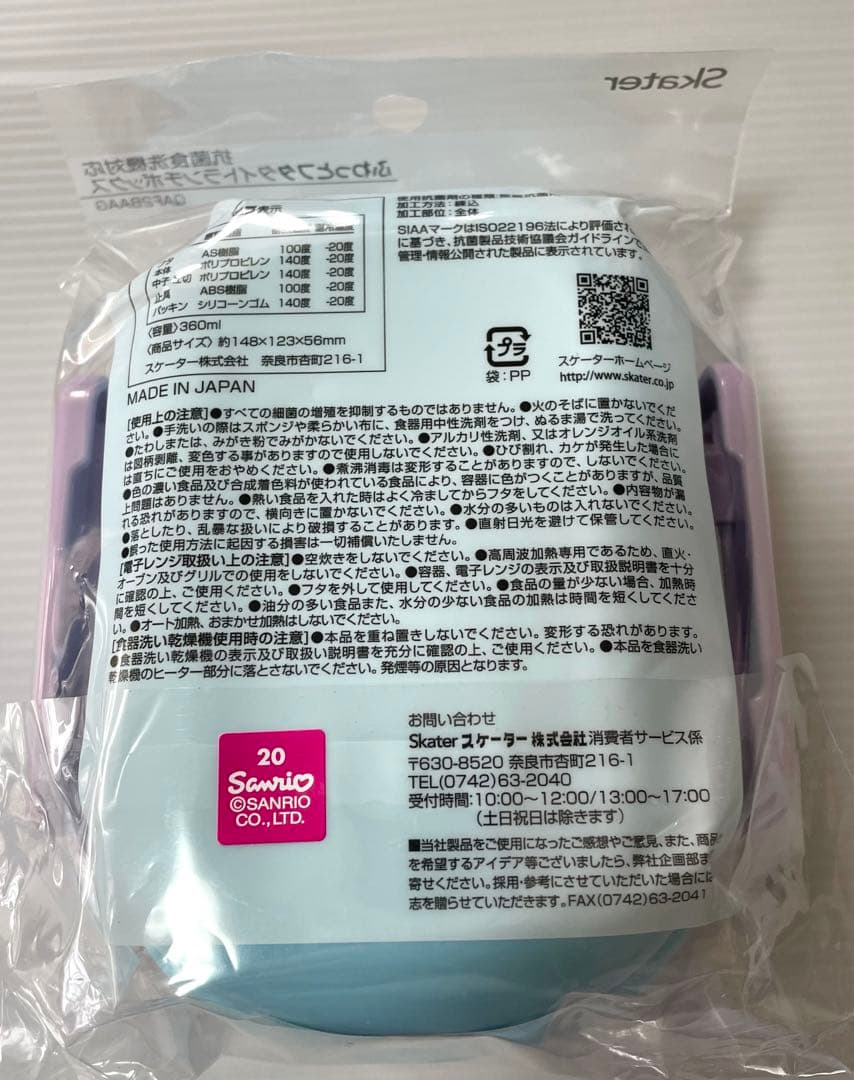 Skater
抗菌食洗機対応
ふわっとフタタイトランチボックス
QAF2BAAG
加工方法:練込
加工部位:全体
SIAAマークはISO22196法により評価され
に基づき、抗菌製品技術協議会ガイドラインで
管理・情報公開された製品に表示されています。
AS樹脂 100度 -20度
本体 ポリプロピレン 140度 -20度
中子 ポリプロピレン 140度 -20度
止具 ABS樹脂 100度 -20度
パッキン シリコーンゴム 140度 -20度
〈容量〉360ml
〈商品サイズ〉約148×123×56mm
スケーター株式会社 奈良市杏町216-1
プラ
袋:PP
スケーターホームページ
http://www.skater.co.jp
MADE IN JAPAN
[使用上の注意]●すべての細菌の増殖を抑制するものではありません。●火のそばに置かないでくだ
さい。●手洗いの際はスポンジや柔らかい布に、食器用中性洗剤をつけ、ぬるま湯で洗ってください。
●たわしまたは、みがき粉でみがかないでください。●アルカリ性洗剤、又はオレンジオイル系洗剤
は図柄剥離、変色する事がありますので使用しないでください。●ひび割れ、カケが発生した場合に
は直ちにご使用をおやめください。●煮沸消毒は変形することがありますので、しないでください。
●色の濃い食品及び合成着色料が使われている食品により、容器に色がつくことがありますが、品質
上問題はありません。●熱い食品を入れた時はよく冷ましてからフタをしてください。●内容物が漏
れる恐れがありますので、横向きに置かないでください。●水分の多いものは入れないでください。
●落としたり、乱暴な扱いにより破損することがあります。●直射日光を避けて保管してください。
●誤った使用方法に起因する損害は一切補償いたしません。
[電子レンジ取扱い上の注意]●空炊きをしないでください。●高周波加熱専用であるため、直火・
オーブン及びグリルでの使用をしないでください。●容器、電子レンジの表示及び取扱説明書を十分
に確認の上、ご使用ください。●フタを外して使用してください。●食品の量が少ない場合、加熱時
間を短くしてください。●油分の多い食品また、水分の少ない食品の加熱は時間を短くしてくださ
い。●オート加熱、おまかせ加熱はしないでください。
[食器洗い乾燥機使用時の注意]●本品を重ね置きしないでください。変形する恐れがあります。
●食器洗い乾燥機の表示及び取扱い説明書を充分に確認の上、ご使用ください。●本品を食器洗い
乾燥機のヒーター部分に落とさないでください。発煙等の原因となります。
20
Sanrio
©SANRIO
CO.,LTD.
お問い合わせ
Skater スケーター株式会社消費者サービス係
〒630-8520 奈良市杏町216-1
TEL(0742)63-2040
受付時間:10:00〜12:00/13:00〜17:00
(土日祝日は除きます)
■当社製品をご使用になったご感想やご意見、また、商品
を希望するアイデア等ございましたら、弊社企画部ま
寄せください。採用・参考にさせていただいた場合には
志を贈らせていただきます。FAX(0742)63-2041